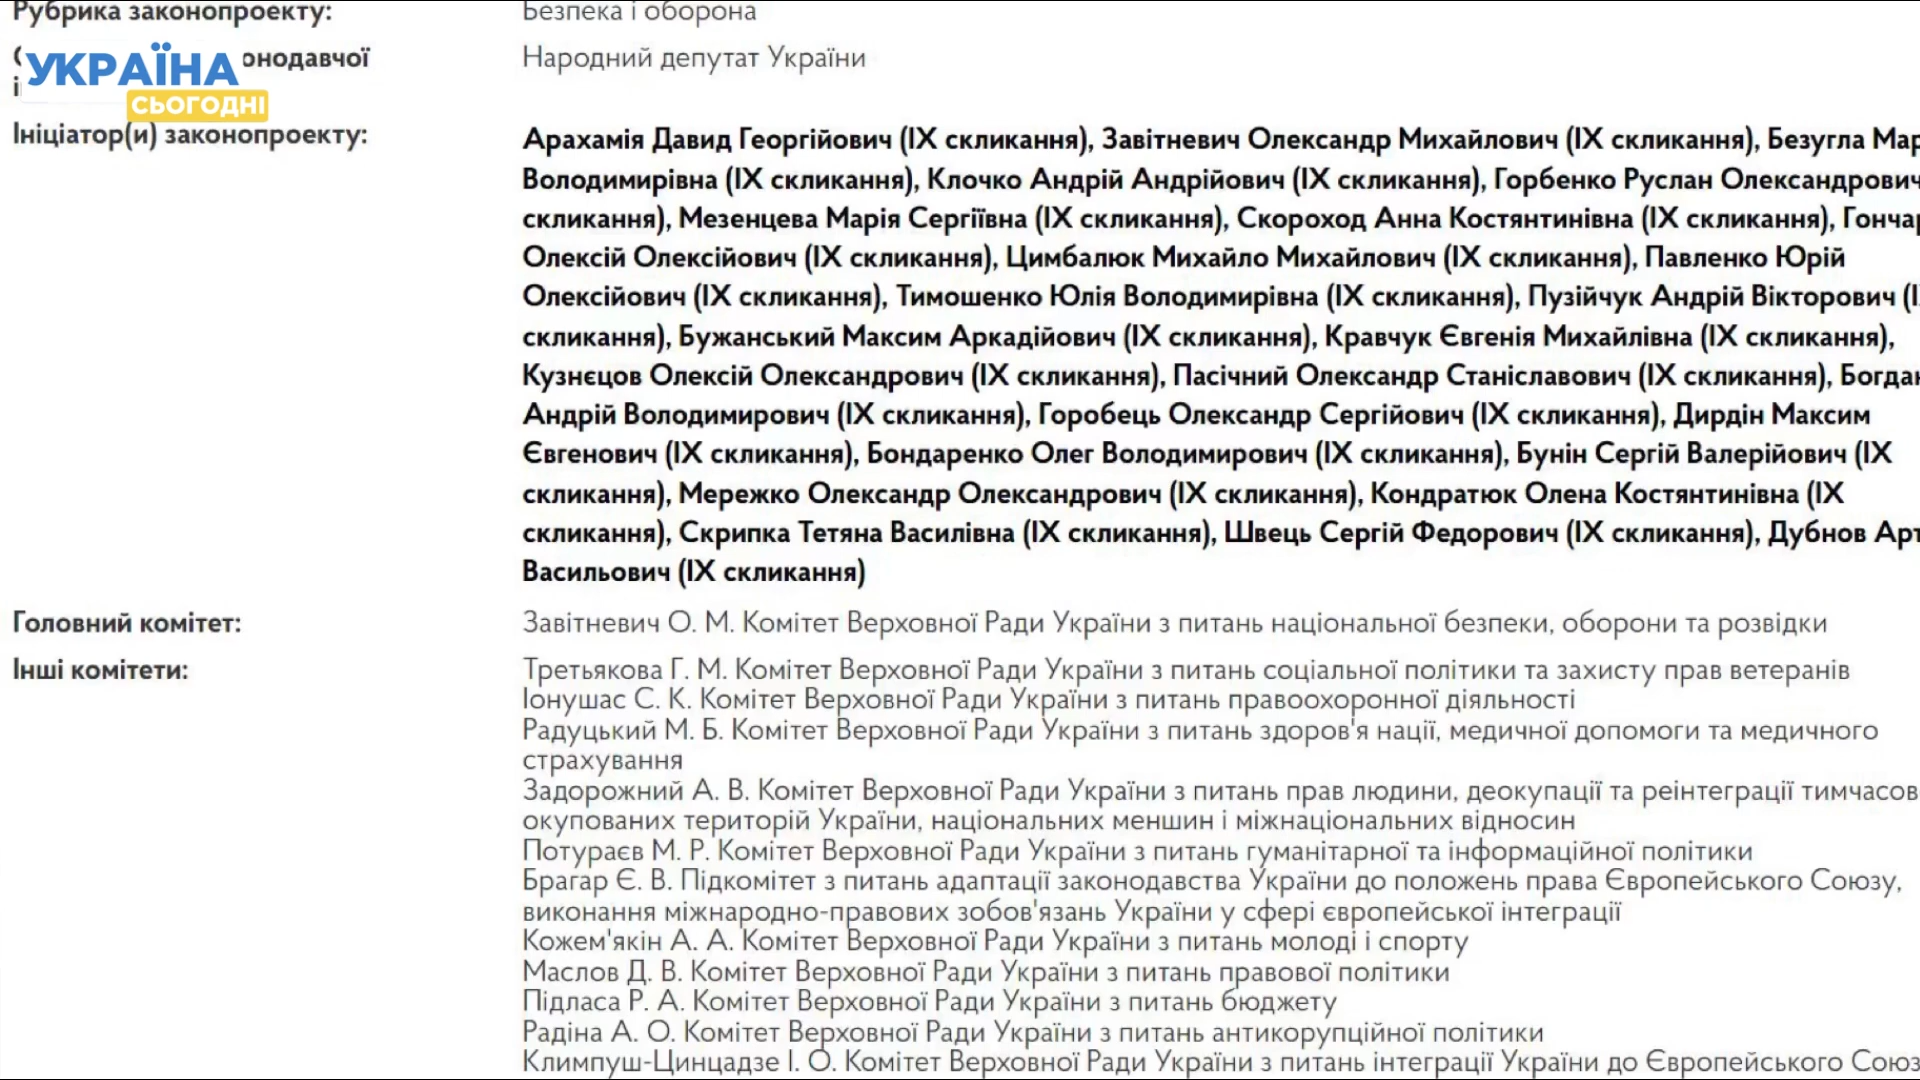 Рубрика законопроекту:
Безпека і оборона
онодавчої
Народний депутат України
УКРАЇНА
СЬОГОДНІ
Ініціатор(и) законопроекту:
Арахамія Давид Георгійович (IX скликання), Завітневич Олександр Михайлович (IX скликання), Безугла Мар
Володимирівна (IX скликання), Клочко Андрій Андрійович (IX скликання), Горбенко Руслан Олександрович
скликання), Мезенцева Марія Сергіївна (IX скликання), Скороход Анна Костянтинівна (IX скликання), Гончар
Олексій Олексійович (IX скликання), Цимбалюк Михайло Михайлович (IX скликання), Павленко Юрій
Олексійович (IX скликання), Тимошенко Юлія Володимирівна (IX скликання), Пузійчук Андрій Вікторович (I
скликання), Бужанський Максим Аркадійович (IX скликання), Кравчук Євгенія Михайлівна (IX скликання),
Кузнєцов Олексій Олександрович (IX скликання), Пасічний Олександр Станіславович (IX скликання), Богдан
Андрій Володимирович (IX скликання), Горобець Олександр Сергійович (IX скликання), Дирдін Максим
Євгенович (IX скликання), Бондаренко Олег Володимирович (IX скликання), Бунін Сергій Валерійович (IX
скликання), Мережко Олександр Олександрович (IX скликання), Кондратюк Олена Костянтинівна (IX
скликання), Скрипка Тетяна Василівна (IX скликання), Швець Сергій Федорович (IX скликання), Дубнов Арт
Васильович (IX скликання)
Головний комітет:
Завітневич О. М. Комітет Верховної Ради України з питань національної безпеки, оборони та розвідки
Інші комітети:
Третьякова Г. М. Комітет Верховної Ради України з питань соціальної політики та захисту прав ветеранів
Іонушас С. К. Комітет Верховної Ради України з питань правоохоронної діяльності
Радуцький М. Б. Комітет Верховної Ради України з питань здоров'я нації, медичної допомоги та медичного
страхування
Задорожний А. В. Комітет Верховної Ради України з питань прав людини, деокупації та реінтеграції тимчасов
окупованих територій України, національних меншин і міжнаціональних відносин
Потураєв М. Р. Комітет Верховної Ради України з питань гуманітарної та інформаційної політики
Брагар Є. В. Підкомітет з питань адаптації законодавства України до положень права Європейського Союзу,
виконання міжнародно-правових зобов'язань України у сфері європейської інтеграції
Кожем'якін А. А. Комітет Верховної Ради України з питань молоді і спорту
Маслов Д. В. Комітет Верховної Ради України з питань правової політики
Підласа Р. А. Комітет Верховної Ради України з питань бюджету
Радіна А. О. Комітет Верховної Ради України з питань антикорупційної політики
Климпуш-Цинцадзе І. О. Комітет Верховної Ради України з питань інтеграції України до Європейського Союз